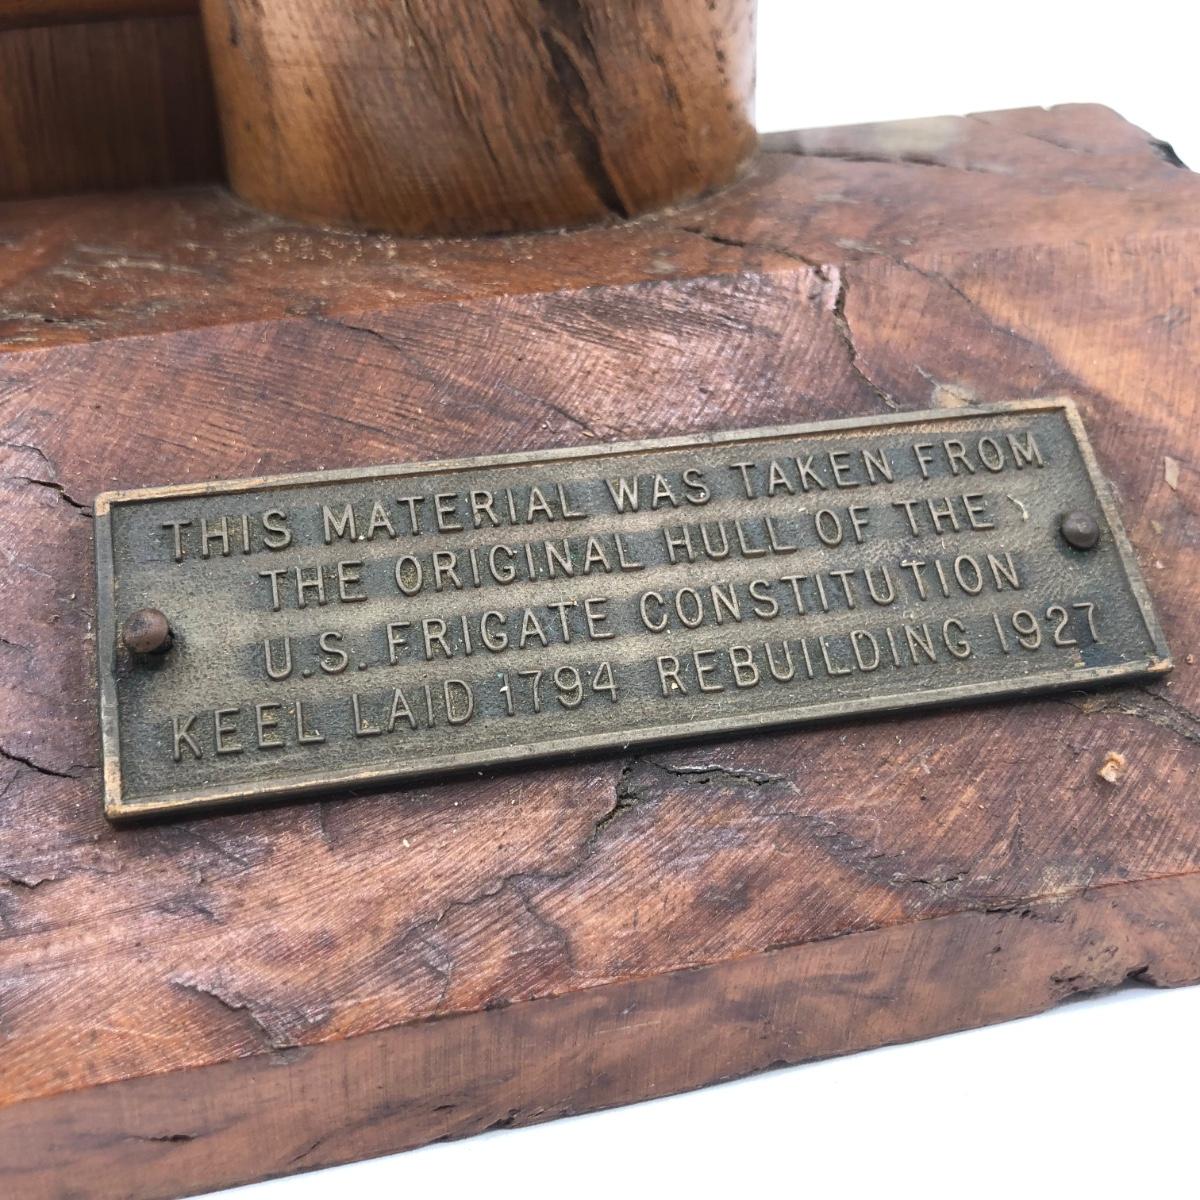 THIS MATERIAL WAS TAKEN FROM
THE ORIGINAL HULL OF THE
U.S. FRIGATE CONSTITUTION
KEEL LAID 1794 REBUILDING 1927